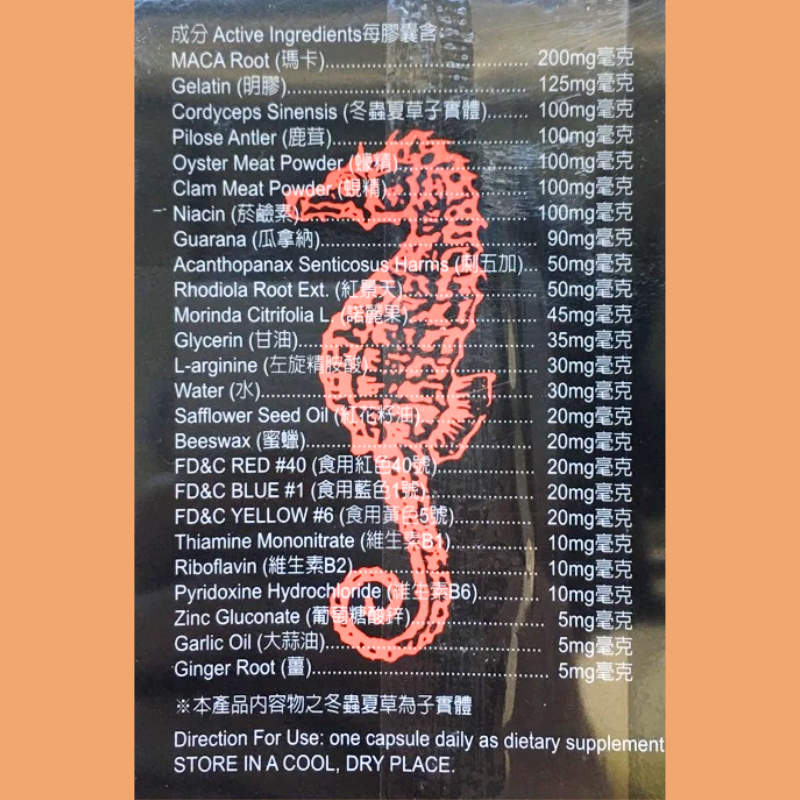 成分 Active Ingredients每膠囊含:
MACA Root (瑪卡)................................ 200mg毫克
Gelatin (明膠)........................................ 125mg毫克
Cordyceps Sinensis (冬蟲夏草子實體)....... 100mg毫克
Pilose Antler (鹿茸)................................ 100mg毫克
Oyster Meat Powder (蠔精)..................... 100mg毫克
Clam Meat Powder (蜆精)....................... 100mg毫克
Niacin (菸鹼素)...................................... 100mg毫克
Guarana (瓜拿納)................................... 90mg毫克
Acanthopanax Senticosus Harms (刺五加)... 50mg毫克
Rhodiola Root Ext. (紅景天)..................... 50mg毫克
Morinda Citrifolia L. (諾麗果).................... 45mg毫克
Glycerin (甘油)....................................... 35mg毫克
L-arginine (左旋精胺酸)........................... 30mg毫克
Water (水).............................................. 30mg毫克
Safflower Seed Oil (紅花籽油).................. 20mg毫克
Beeswax (蜜蠟)...................................... 20mg毫克
FD&C RED #40 (食用紅色40號)................ 20mg毫克
FD&C BLUE #1 (食用藍色1號)................. 20mg毫克
FD&C YELLOW #6 (食用黃色5號)............. 20mg毫克
Thiamine Mononitrate (維生素B1).............. 10mg毫克
Riboflavin (維生素B2).............................. 10mg毫克
Pyridoxine Hydrochloride (維生素B6)......... 10mg毫克
Zinc Gluconate (葡萄糖酸鋅)..................... 5mg毫克
Garlic Oil (大蒜油)................................... 5mg毫克
Ginger Root (薑)..................................... 5mg毫克
※本產品內容物之冬蟲夏草為子實體
Direction For Use: one capsule daily as dietary supplement
STORE IN A COOL, DRY PLACE.